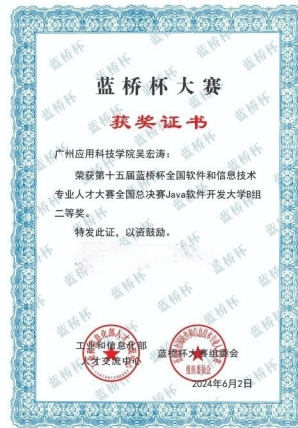 蓝桥杯大赛
获奖证书
广州应用科技学院吴宏涛：
荣获第十五届蓝桥杯全国软件和信息技术
专业人才大赛全国总决赛Java软件开发大学B组
二等奖。
特发此证，以资鼓励。
工业和信息化部
人才交流中心
蓝桥杯大赛组委会
2024年6月2日